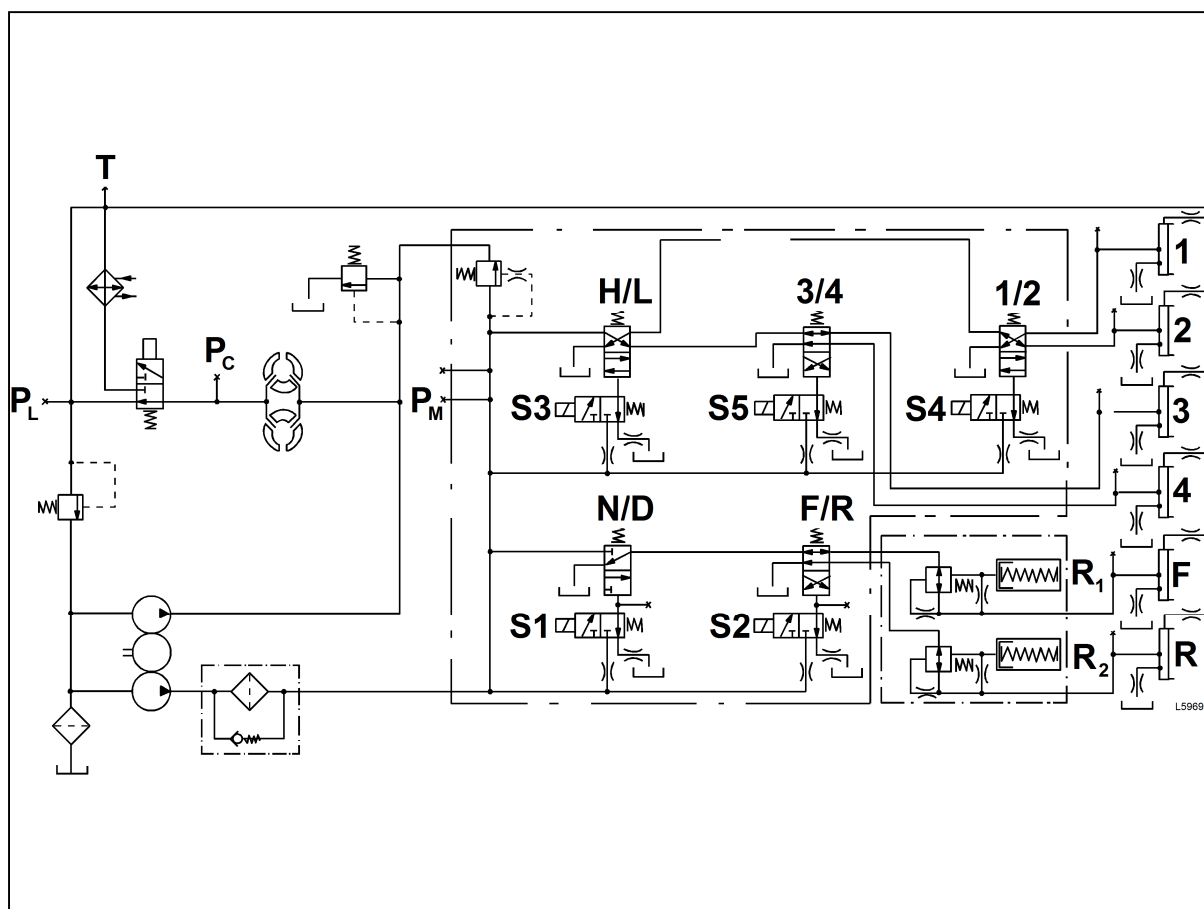 T
1
H/L
3/4
1/2
2
P_C
P_L
P_M
S3
S5
S4
3
4
N/D
F/R
F
R_1
S1
S2
R_2
R
L5969